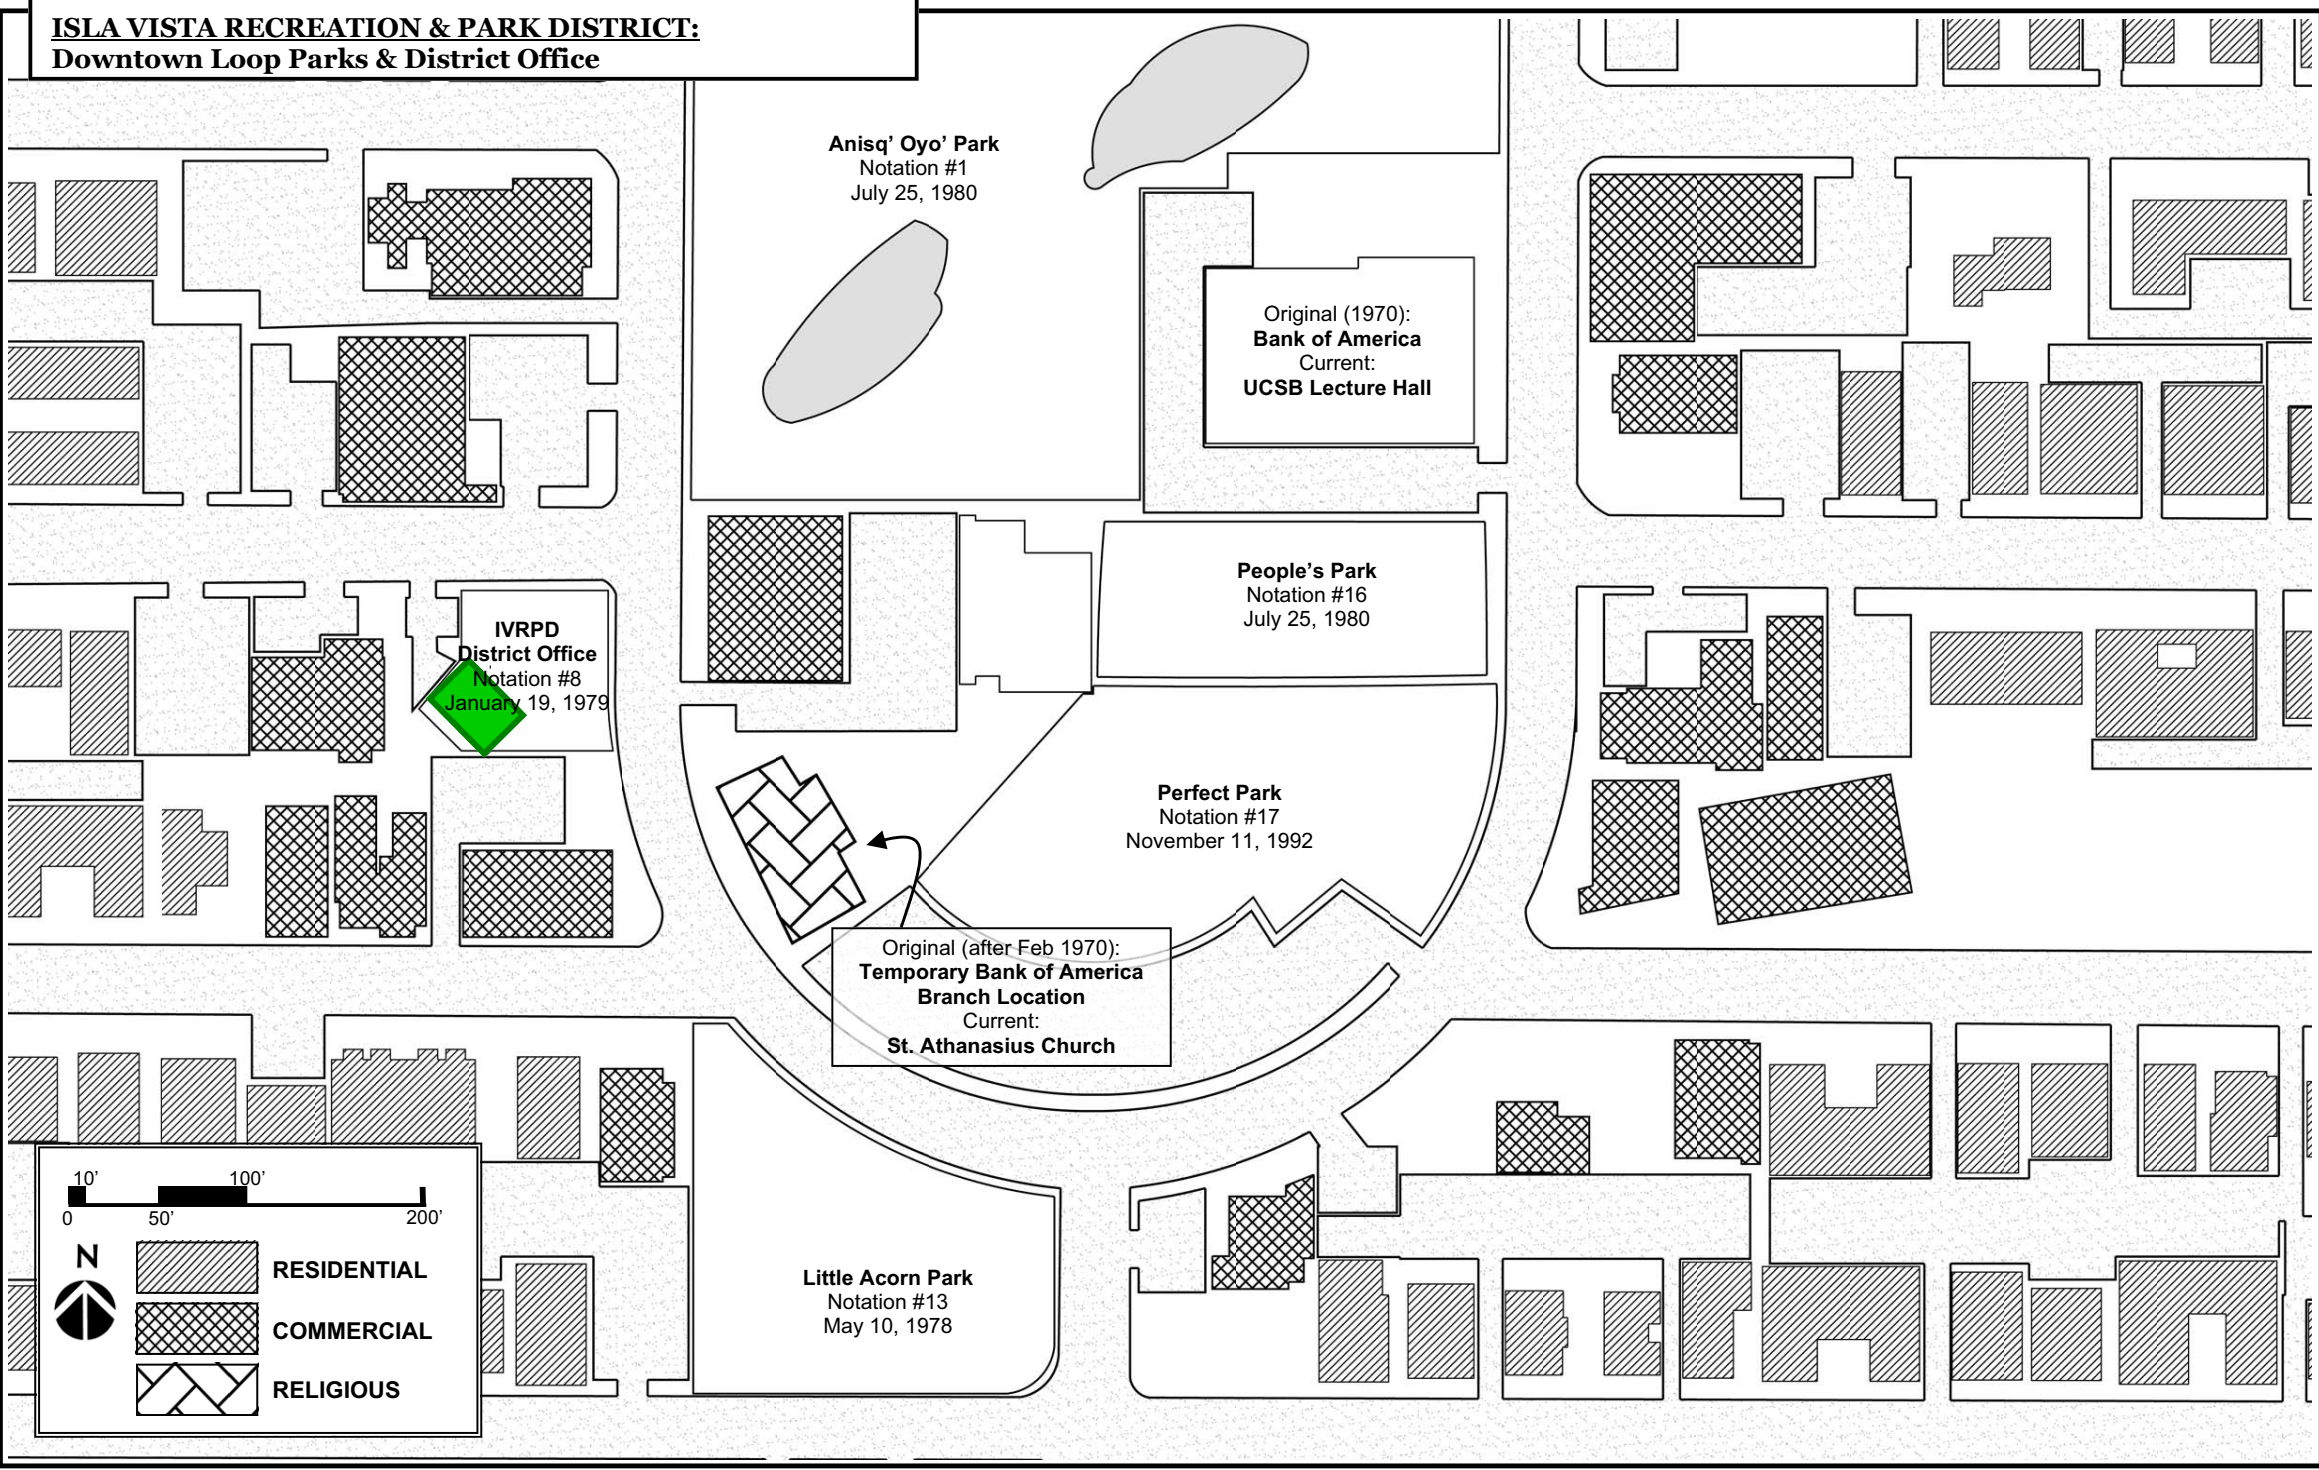 ISLA VISTA RECREATION & PARK DISTRICT:
Downtown Loop Parks & District Office
Anisq’ Oyo’ Park
Notation #1
July 25, 1980
Original (1970):
Bank of America
Current:
UCSB Lecture Hall
People’s Park
Notation #16
July 25, 1980
IVRPD
District Office
Notation #8
January 19, 1979
Perfect Park
Notation #17
November 11, 1992
Original (after Feb 1970):
Temporary Bank of America
Branch Location
Current:
St. Athanasius Church
Little Acorn Park
Notation #13
May 10, 1978
10’ 100’
0 50’ 200’
N
RESIDENTIAL
COMMERCIAL
RELIGIOUS